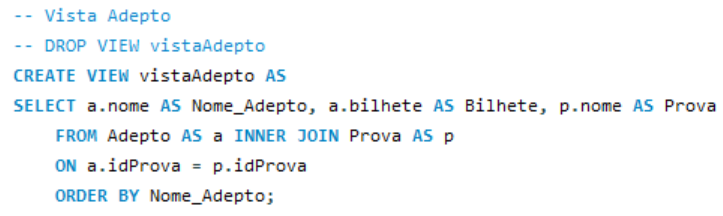 -- Vista Adepto
-- DROP VIEW vistaAdepto
CREATE VIEW vistaAdepto AS
SELECT a.nome AS Nome_Adepto, a.bilhete AS Bilhete, p.nome AS Prova
    FROM Adepto AS a INNER JOIN Prova AS p
    ON a.idProva = p.idProva
    ORDER BY Nome_Adepto;